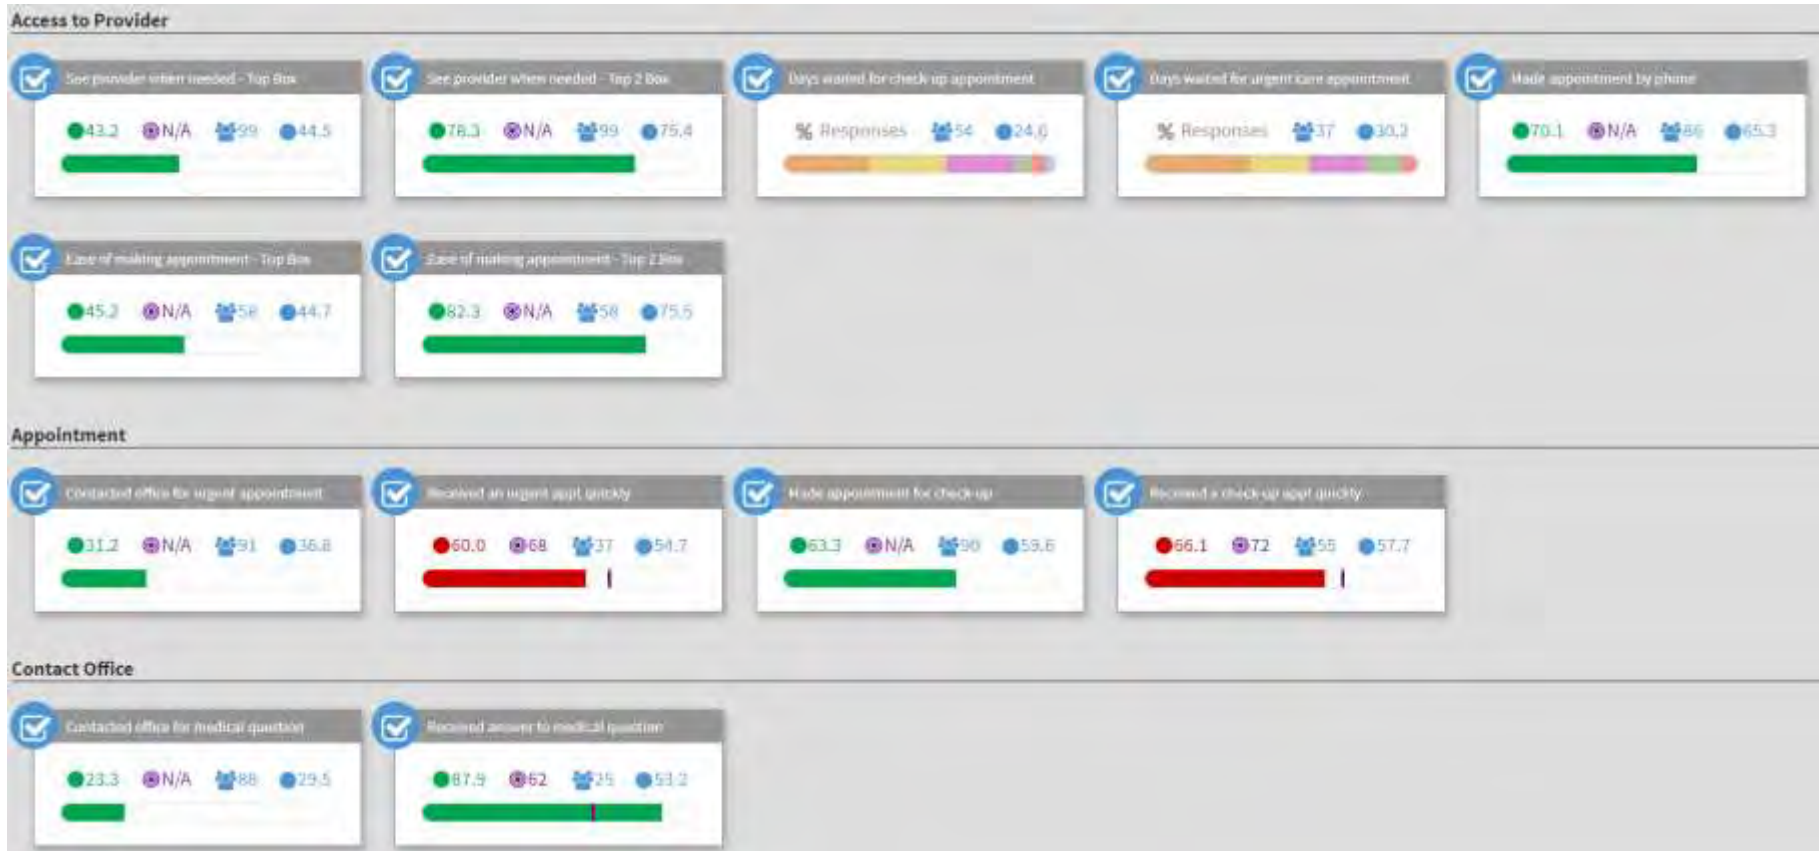 Access to Provider
See provider when needed - Top Box
43.2 N/A 99 44.5
See provider when needed - Top 2 Box
78.3 N/A 99 75.4
Days waited for check-up appointment
% Responses 54 24.6
Days waited for urgent care appointment
% Responses 37 30.2
Made appointment by phone
70.1 N/A 86 65.3
Ease of making appointment - Top Box
45.2 N/A 58 44.7
Ease of making appointment - Top 2 Box
82.3 N/A 58 75.5
Appointment
Contacted office for urgent appointment
31.2 N/A 91 36.8
Received an urgent appt quickly
60.0 68 37 54.7
Made appointment for check-up
63.3 N/A 90 59.6
Received a check-up appt quickly
66.1 72 55 57.7
Contact Office
Contacted office for medical question
23.3 N/A 88 29.5
Received answer to medical question
87.9 62 25 53.2